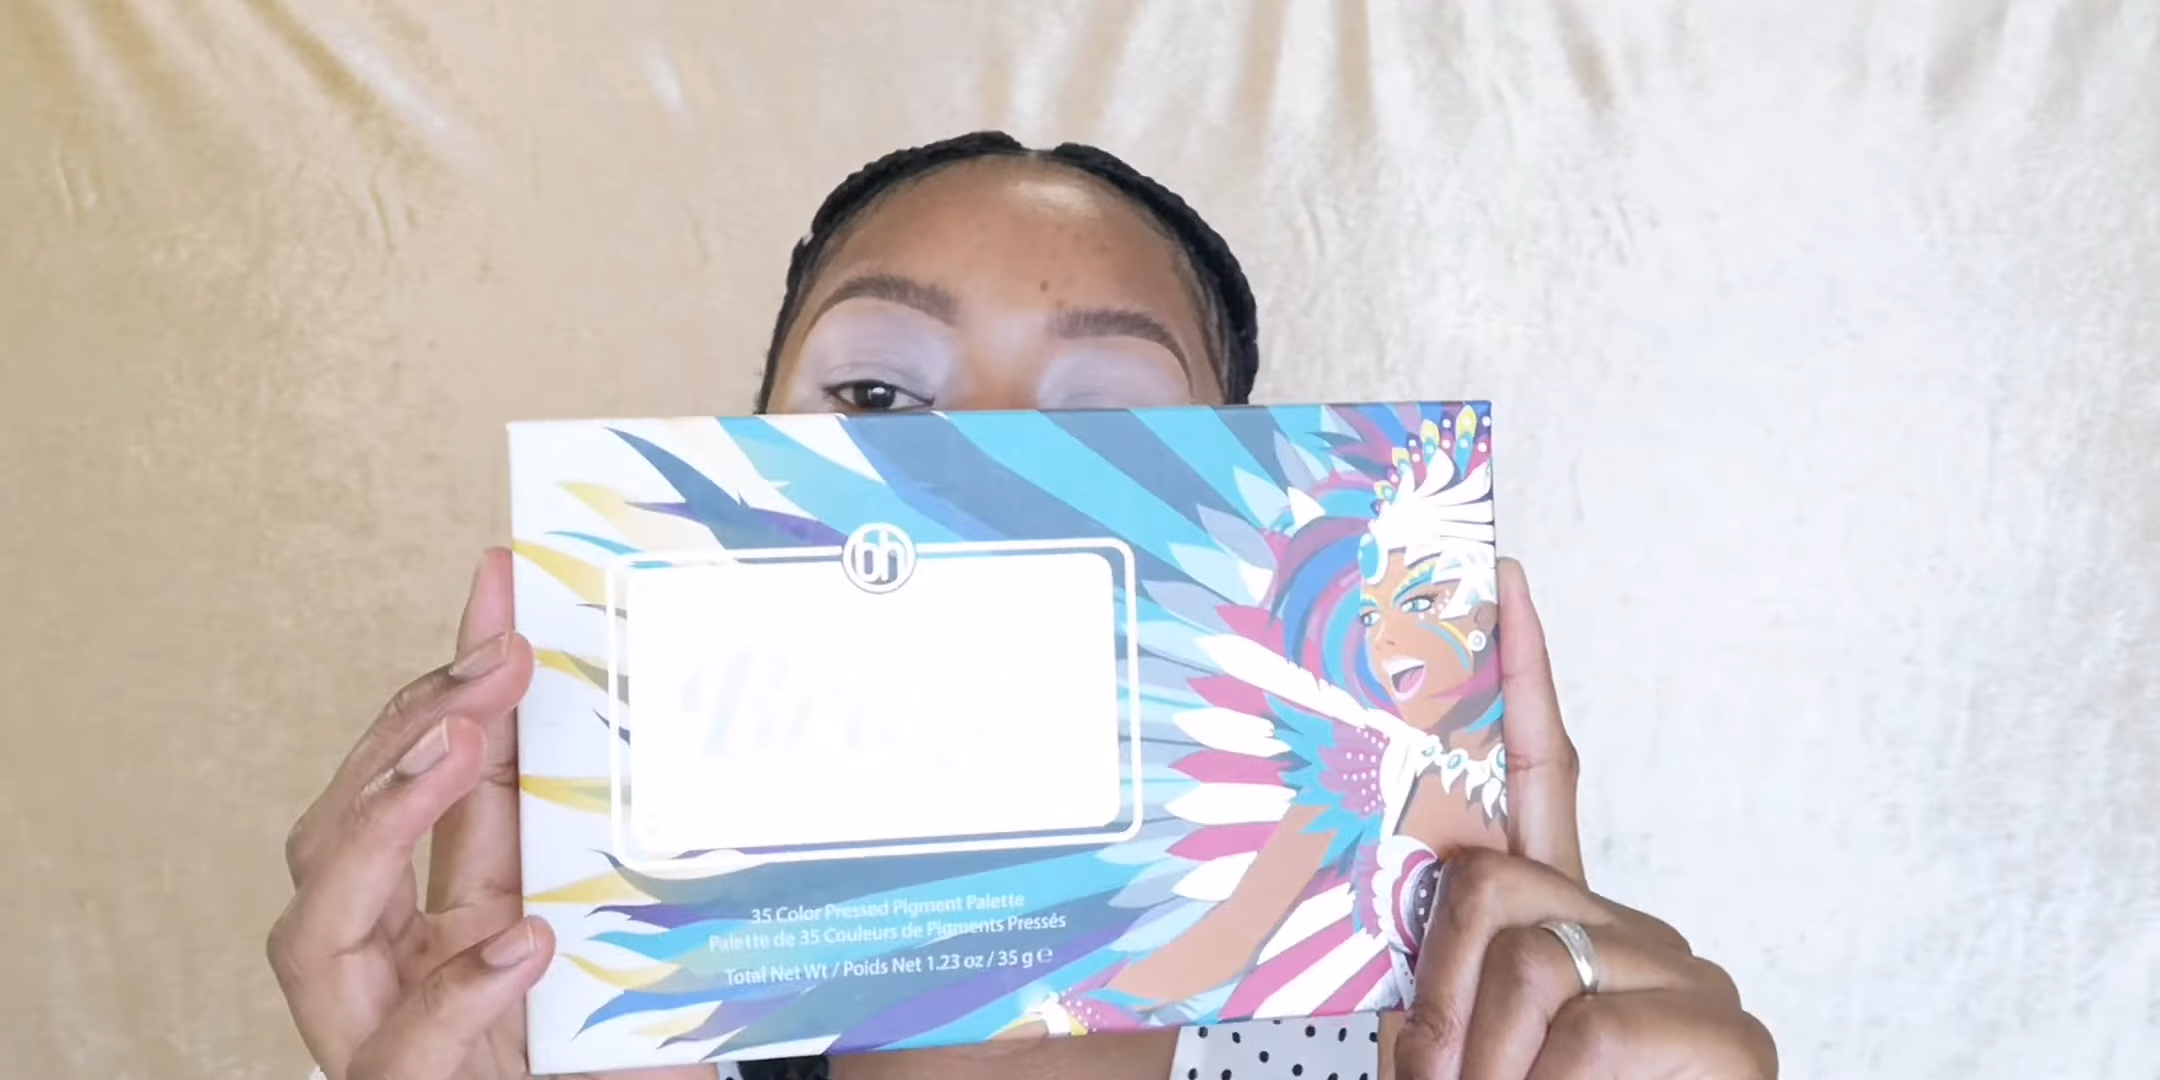 bh
Brazil
35 Color Pressed Pigment Palette
Palette de 35 Couleurs de Pigments Pressés
Total Net Wt / Poids Net 1.23 oz / 35 g ℮